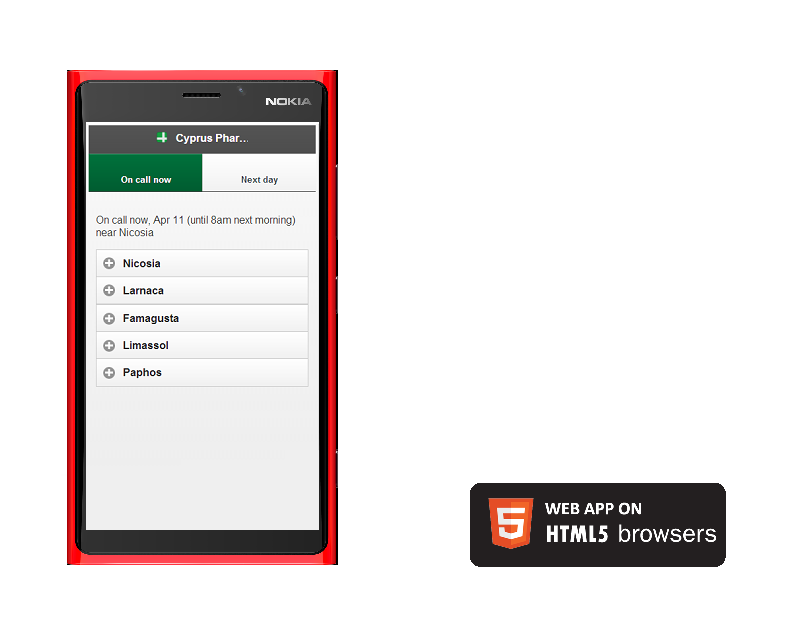 NOKIA
Cyprus Phar...
On call now
Next day
On call now, Apr 11 (until 8am next morning)
near Nicosia
Nicosia
Larnaca
Famagusta
Limassol
Paphos
5
WEB APP ON
HTML5 browsers